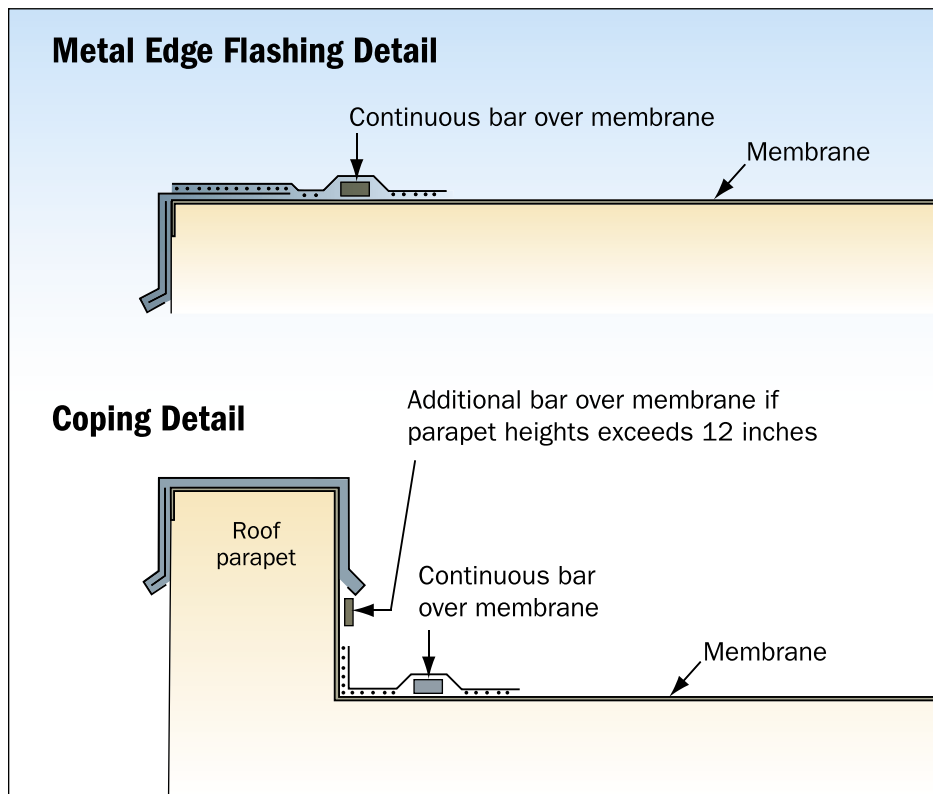 Metal Edge Flashing Detail
Continuous bar over membrane
Membrane
Coping Detail
Additional bar over membrane if
parapet heights exceeds 12 inches
Roof
parapet
Continuous bar
over membrane
Membrane